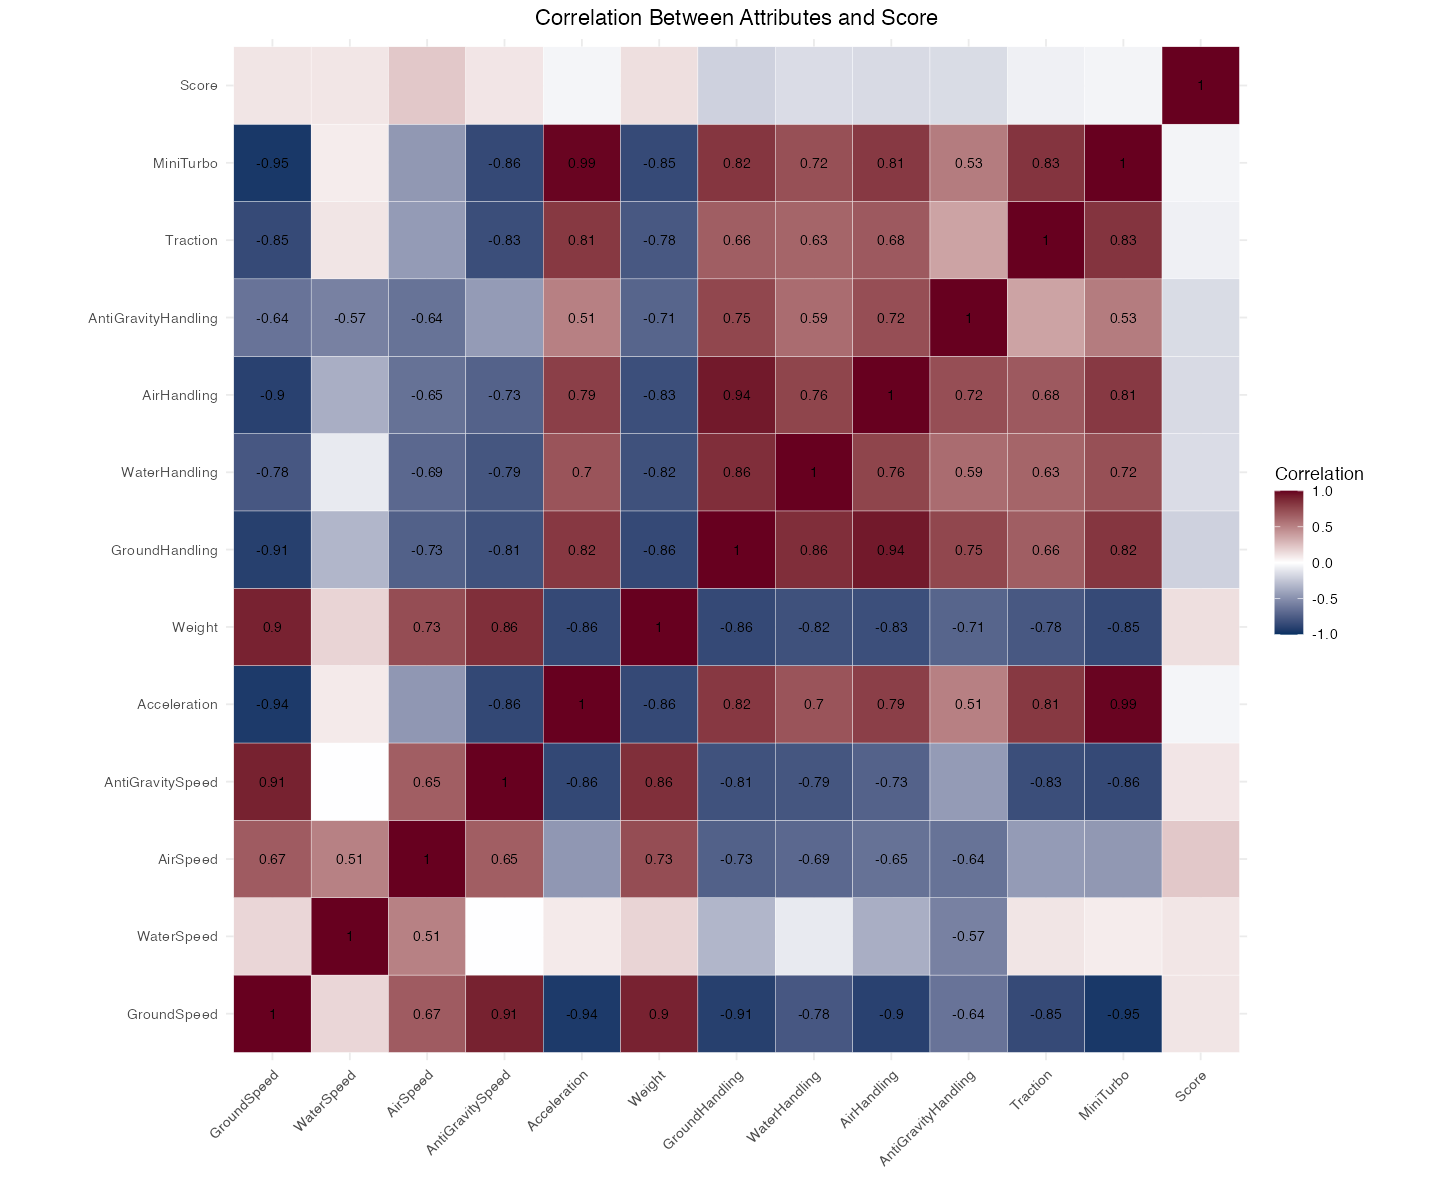 Correlation Between Attributes and Score
Score 1
MiniTurbo -0.95 -0.86 0.99 -0.85 0.82 0.72 0.81 0.53 0.83 1
Traction -0.85 -0.83 0.81 -0.78 0.66 0.63 0.68 1 0.83
AntiGravityHandling -0.64 -0.57 -0.64 0.51 -0.71 0.75 0.59 0.72 1 0.53
AirHandling -0.9 -0.65 -0.73 0.79 -0.83 0.94 0.76 1 0.72 0.68 0.81
WaterHandling -0.78 -0.69 -0.79 0.7 -0.82 0.86 1 0.76 0.59 0.63 0.72
GroundHandling -0.91 -0.73 -0.81 0.82 -0.86 1 0.86 0.94 0.75 0.66 0.82
Weight 0.9 0.73 0.86 -0.86 1 -0.86 -0.82 -0.83 -0.71 -0.78 -0.85
Acceleration -0.94 -0.86 1 -0.86 0.82 0.7 0.79 0.51 0.81 0.99
AntiGravitySpeed 0.91 0.65 1 -0.86 0.86 -0.81 -0.79 -0.73 -0.83 -0.86
AirSpeed 0.67 0.51 1 0.65 0.73 -0.73 -0.69 -0.65 -0.64
WaterSpeed 1 0.51 -0.57
GroundSpeed 1 0.67 0.91 -0.94 0.9 -0.91 -0.78 -0.9 -0.64 -0.85 -0.95
GroundSpeed
WaterSpeed
AirSpeed
AntiGravitySpeed
Acceleration
Weight
GroundHandling
WaterHandling
AirHandling
AntiGravityHandling
Traction
MiniTurbo
Score
Correlation
1.0
0.5
0.0
-0.5
-1.0